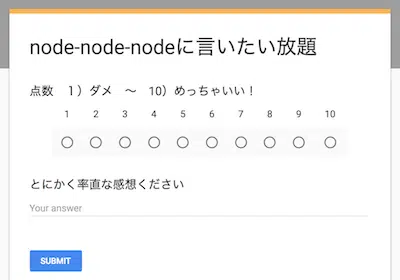 node-node-nodeに言いたい放題
点数　１）ダメ　〜　10）めっちゃいい！
1 2 3 4 5 6 7 8 9 10
とにかく率直な感想ください
Your answer
SUBMIT